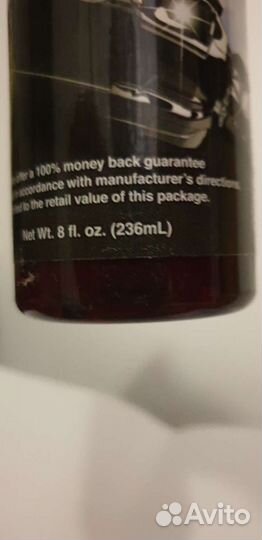 a 100% money back guarantee
accordance with manufacturer's directions
to the retail value of this package.
Net Wt. 8 fl. oz. (236mL)
Avito